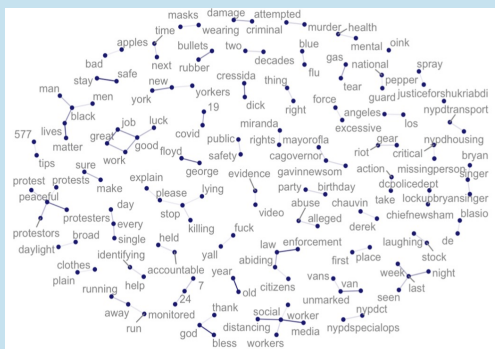 masks damage attempted
time wearing criminal murder health
apples bullets two blue mental oink
bad next rubber decades flu gas national
stay safe new cressida thing tear pepper spray
man men york yorkers dick right guard justiceforshukriabdi
black 19 force angeles nypdtransport
lives job luck covid miranda excessive los
577 matter great good public rights mayorofla gear nypdhousing
tips work floyd safety cagovernor riot critical bryan
protest protests sure george gavinnewsom action missingperson singer
peaceful make explain lying evidence party birthday dcpolicedept
protesters day please abuse chauvin take lockupbryansinger
protestors every stop video alleged derek chiefnewsham blasio
daylight broad single killing fuck law enforcement laughing de
identifying held yall first place stock
clothes accountable abiding week night
plain help 7 year vans van last
running 24 old citizens unmarked seen
away monitored thank social worker nypdct
run god distancing media nypdspecialops
bless workers